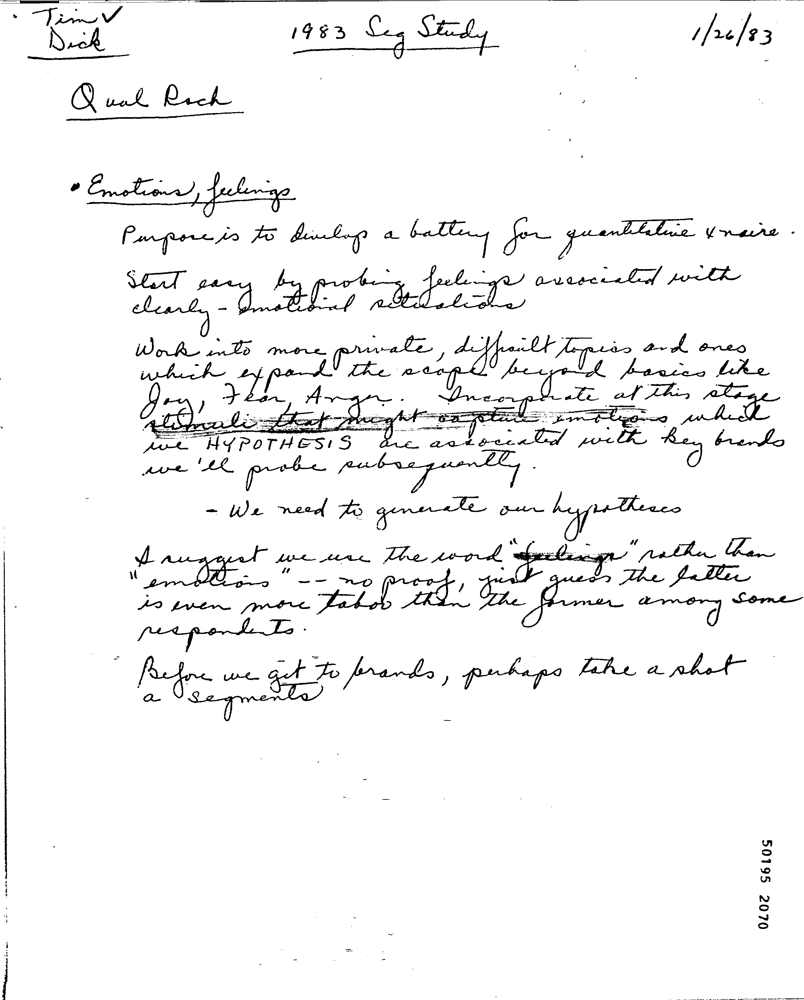 Tim ✓
Dick
1983 Seg Study
1/26/83
Qual Rsch
• Emotions, feelings
Purpose is to develop a battery for quantitative xnaire.
Start easy by probing feelings associated with
clearly-emotional situations
Work into more private, difficult topics and ones
which expand the scope beyond basics like
Joy, Fear, Anger. Incorporate at this stage
stimuli that might capture emotions which
we HYPOTHESIS are associated with key brands
we'll probe subsequently.
- We need to generate our hypotheses
I suggest we use the word "feelings" rather than
"emotions" -- no proof, just guess the latter
is even more taboo than the former among some
respondents.
Before we get to brands, perhaps take a shot
a segments
50195 2070